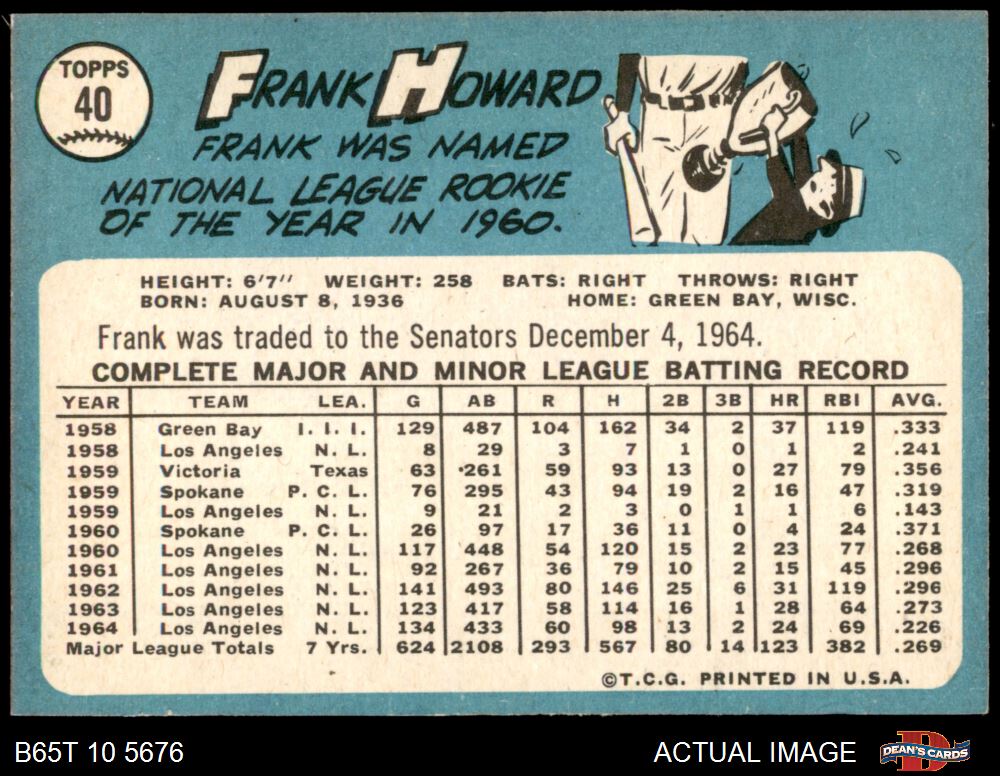 TOPPS
40
FRANK HOWARD
FRANK WAS NAMED
NATIONAL LEAGUE ROOKIE
OF THE YEAR IN 1960.
HEIGHT: 6'7" WEIGHT: 258 BATS: RIGHT THROWS: RIGHT
BORN: AUGUST 8, 1936 HOME: GREEN BAY, WISC.
Frank was traded to the Senators December 4, 1964.
COMPLETE MAJOR AND MINOR LEAGUE BATTING RECORD
YEAR TEAM LEA. G AB R H 2B 3B HR RBI AVG.
1958 Green Bay I. I. I. 129 487 104 162 34 2 37 119 .333
1958 Los Angeles N. L. 8 29 3 7 1 0 1 2 .241
1959 Victoria Texas 63 261 59 93 13 0 27 79 .356
1959 Spokane P. C. L. 76 295 43 94 19 2 16 47 .319
1959 Los Angeles N. L. 9 21 2 3 0 1 1 6 .143
1960 Spokane P. C. L. 26 97 17 36 11 0 4 24 .371
1960 Los Angeles N. L. 117 448 54 120 15 2 23 77 .268
1961 Los Angeles N. L. 92 267 36 79 10 2 15 45 .296
1962 Los Angeles N. L. 141 493 80 146 25 6 31 119 .296
1963 Los Angeles N. L. 123 417 58 114 16 1 28 64 .273
1964 Los Angeles N. L. 134 433 60 98 13 2 24 69 .226
Major League Totals 7 Yrs. 624 2108 293 567 80 14 123 382 .269
©T.C.G. PRINTED IN U.S.A.
B65T 10 5676 ACTUAL IMAGE DEAN'S CARDS